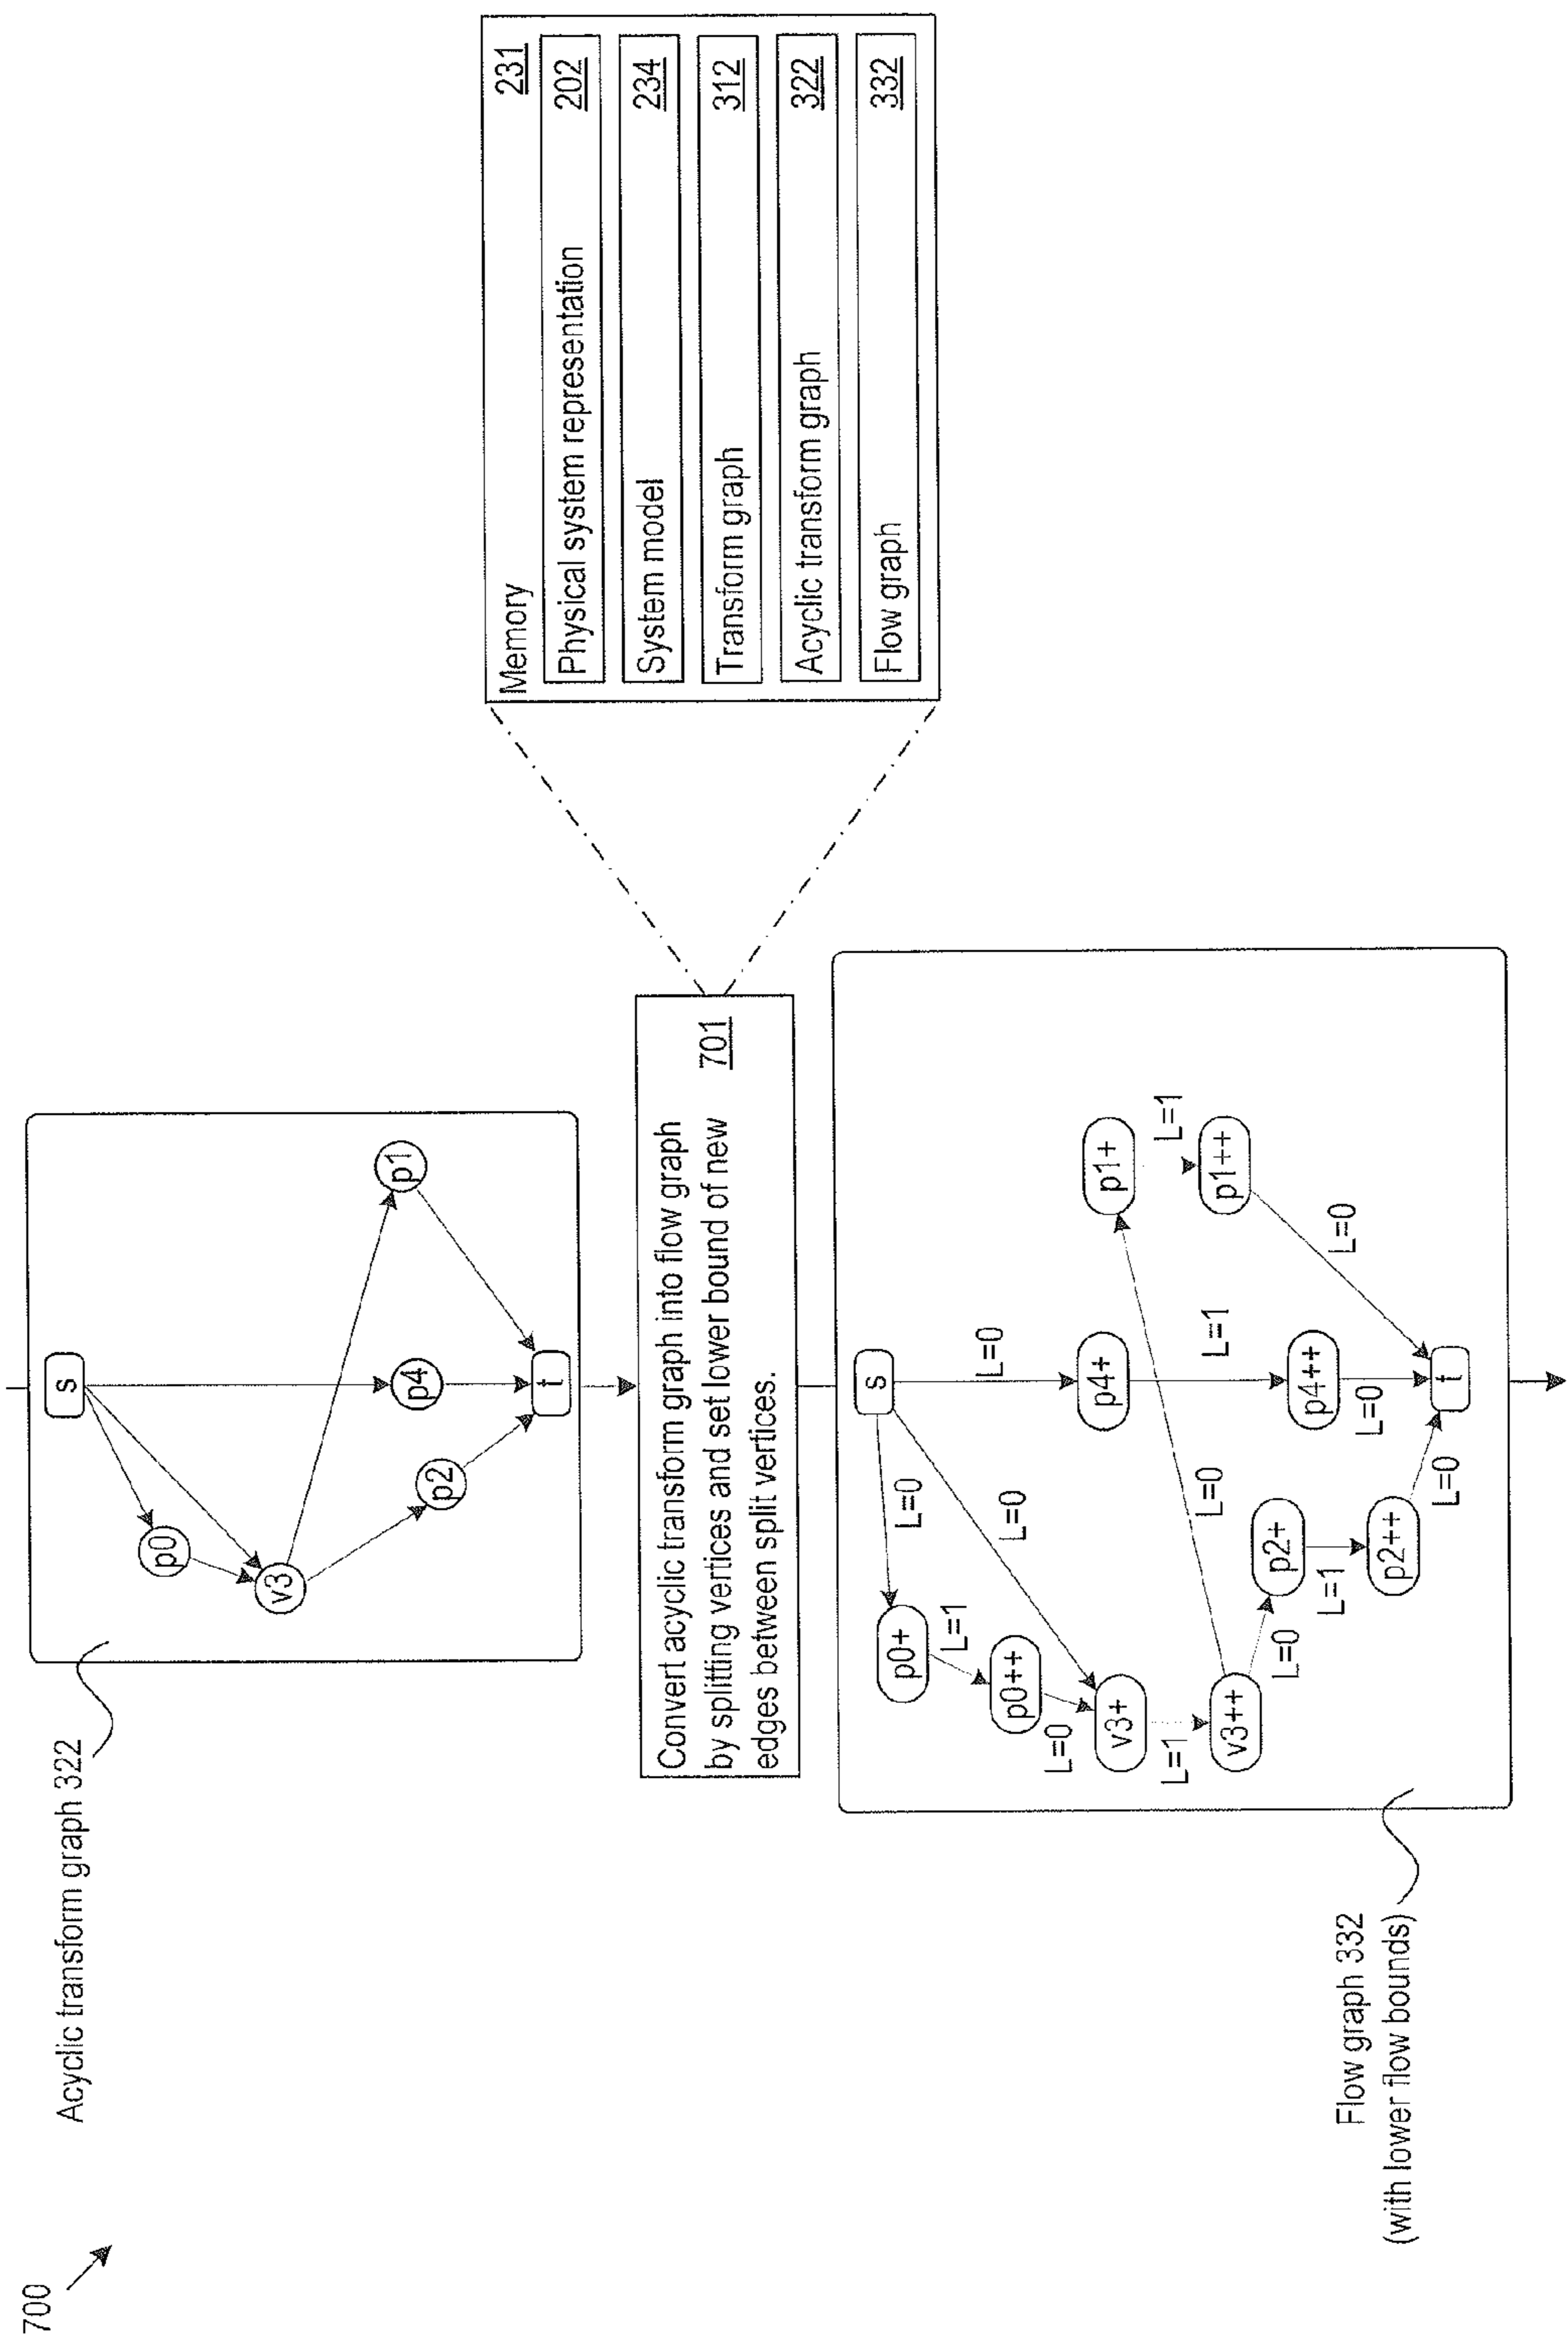 700
Acyclic transform graph 322
s
p0
v3
p4
p1
p2
t
Convert acyclic transform graph into flow graph
by splitting vertices and set lower bound of new
edges between split vertices.
701
Memory
231
Physical system representation
202
System model
234
Transform graph
312
Acyclic transform graph
322
Flow graph
332
Flow graph 332
(with lower flow bounds)
s
L=0
L=0
L=0
p0+
L=1
p0++
L=0
v3+
L=1
v3++
L=0
L=0
p4+
L=1
p1+
L=1
p1++
p2+
L=1
p2++
p4++
L=0
L=0
L=0
t